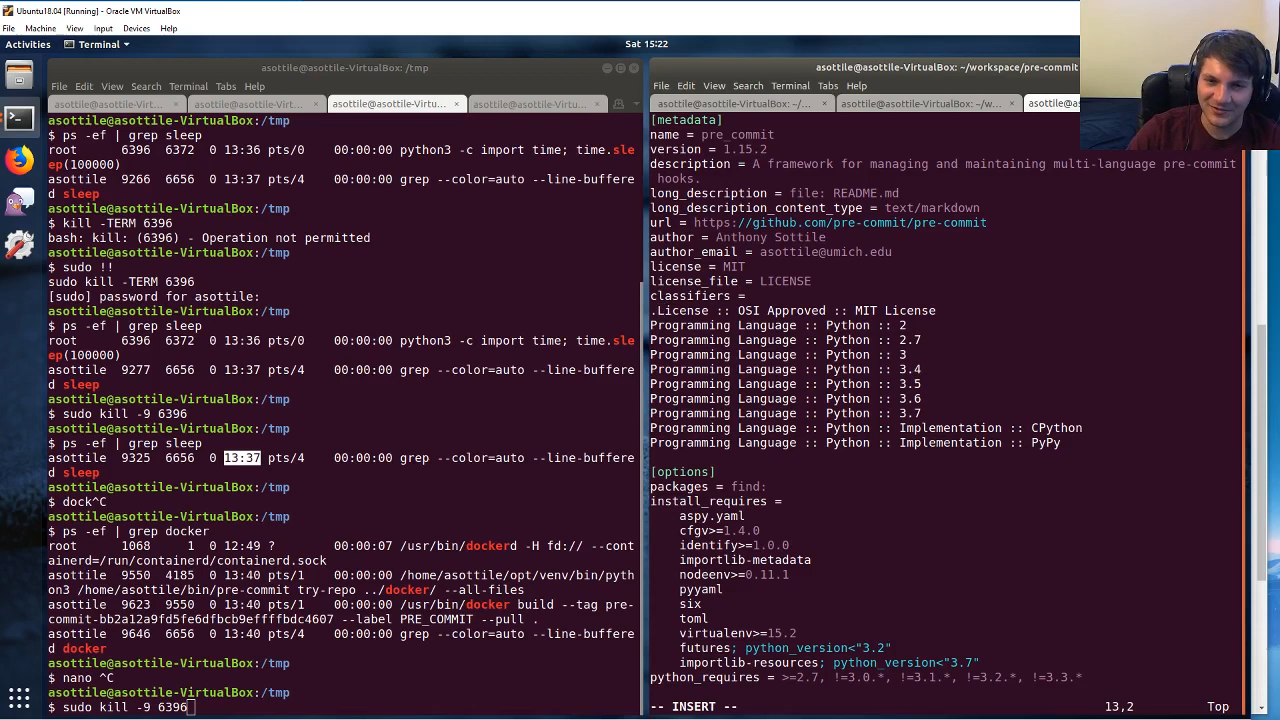 Ubuntu18.04 [Running] - Oracle VM VirtualBox
File Machine View Input Devices Help
Activities Terminal Sat 15:22
asottile@asottile-VirtualBox: /tmp
File Edit View Search Terminal Tabs Help
asottile@asottile-Virt... × asottile@asottile-Virtu... × asottile@asottile-Virtu... × asottile@asottile-Virtu... ×
asottile@asottile-VirtualBox:/tmp
$ ps -ef | grep sleep
root 6396 6372 0 13:36 pts/0 00:00:00 python3 -c import time; time.sle
ep(100000)
asottile 9266 6656 0 13:37 pts/4 00:00:00 grep --color=auto --line-buffere
d sleep
asottile@asottile-VirtualBox:/tmp
$ kill -TERM 6396
bash: kill: (6396) - Operation not permitted
asottile@asottile-VirtualBox:/tmp
$ sudo !!
sudo kill -TERM 6396
[sudo] password for asottile:
asottile@asottile-VirtualBox:/tmp
$ ps -ef | grep sleep
root 6396 6372 0 13:36 pts/0 00:00:00 python3 -c import time; time.sle
ep(100000)
asottile 9277 6656 0 13:37 pts/4 00:00:00 grep --color=auto --line-buffere
d sleep
asottile@asottile-VirtualBox:/tmp
$ sudo kill -9 6396
asottile@asottile-VirtualBox:/tmp
$ ps -ef | grep sleep
asottile 9325 6656 0 13:37 pts/4 00:00:00 grep --color=auto --line-buffere
d sleep
asottile@asottile-VirtualBox:/tmp
$ dock^C
asottile@asottile-VirtualBox:/tmp
$ ps -ef | grep docker
root 1068 1 0 12:49 ? 00:00:07 /usr/bin/dockerd -H fd:// --cont
ainerd=/run/containerd/containerd.sock
asottile 9550 4185 0 13:40 pts/1 00:00:00 /home/asottile/opt/venv/bin/pyth
on3 /home/asottile/bin/pre-commit try-repo ../docker/ --all-files
asottile 9623 9550 0 13:40 pts/1 00:00:00 /usr/bin/docker build --tag pre-
commit-bb2a12a9fd5fe6dfbcb9effffbdc4607 --label PRE_COMMIT --pull .
asottile 9646 6656 0 13:40 pts/4 00:00:00 grep --color=auto --line-buffere
d docker
asottile@asottile-VirtualBox:/tmp
$ nano ^C
asottile@asottile-VirtualBox:/tmp
$ sudo kill -9 6396
asottile@asottile-VirtualBox: ~/workspace/pre-commit
File Edit View Search Terminal Tabs Help
asottile@asottile-VirtualBox: ~/... × asottile@asottile-VirtualBox: ~/w... × asottile@asot
[metadata]
name = pre_commit
version = 1.15.2
description = A framework for managing and maintaining multi-language pre-commit
hooks.
long_description = file: README.md
long_description_content_type = text/markdown
url = https://github.com/pre-commit/pre-commit
author = Anthony Sottile
author_email = asottile@umich.edu
license = MIT
license_file = LICENSE
classifiers =
.License :: OSI Approved :: MIT License
Programming Language :: Python :: 2
Programming Language :: Python :: 2.7
Programming Language :: Python :: 3
Programming Language :: Python :: 3.4
Programming Language :: Python :: 3.5
Programming Language :: Python :: 3.6
Programming Language :: Python :: 3.7
Programming Language :: Python :: Implementation :: CPython
Programming Language :: Python :: Implementation :: PyPy
[options]
packages = find:
install_requires =
aspy.yaml
cfgv>=1.4.0
identify>=1.0.0
importlib-metadata
nodeenv>=0.11.1
pyyaml
six
toml
virtualenv>=15.2
futures; python_version<"3.2"
importlib-resources; python_version<"3.7"
python_requires = >=2.7, !=3.0.*, !=3.1.*, !=3.2.*, !=3.3.*
-- INSERT -- 13,2 Top